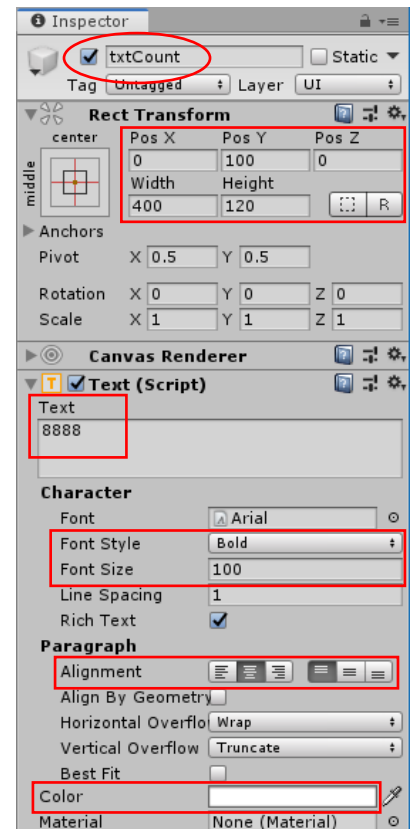 Inspector
txtCount Static
Tag Untagged Layer UI
Rect Transform
center Pos X Pos Y Pos Z
middle 0 100 0
Width Height
400 120 R
Anchors
Pivot X 0.5 Y 0.5
Rotation X 0 Y 0 Z 0
Scale X 1 Y 1 Z 1
Canvas Renderer
T Text (Script)
Text
8888
Character
Font Arial
Font Style Bold
Font Size 100
Line Spacing 1
Rich Text
Paragraph
Alignment
Align By Geometry
Horizontal Overflo Wrap
Vertical Overflow Truncate
Best Fit
Color
Material None (Material)